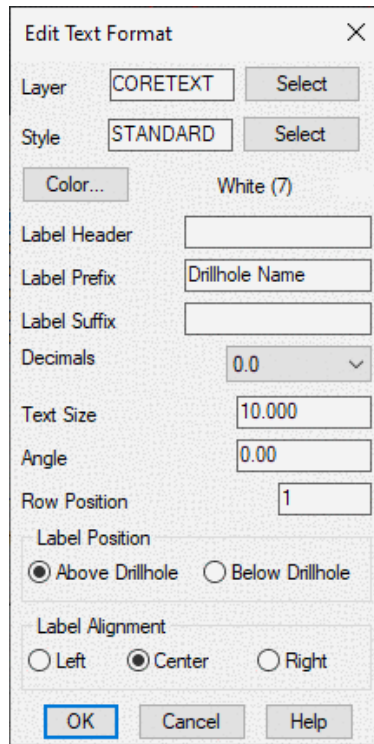 Edit Text Format
Layer CORETEXT Select
Style STANDARD Select
Color... White (7)
Label Header
Label Prefix Drillhole Name
Label Suffix
Decimals 0.0
Text Size 10.000
Angle 0.00
Row Position 1
Label Position
Above Drillhole Below Drillhole
Label Alignment
Left Center Right
OK Cancel Help